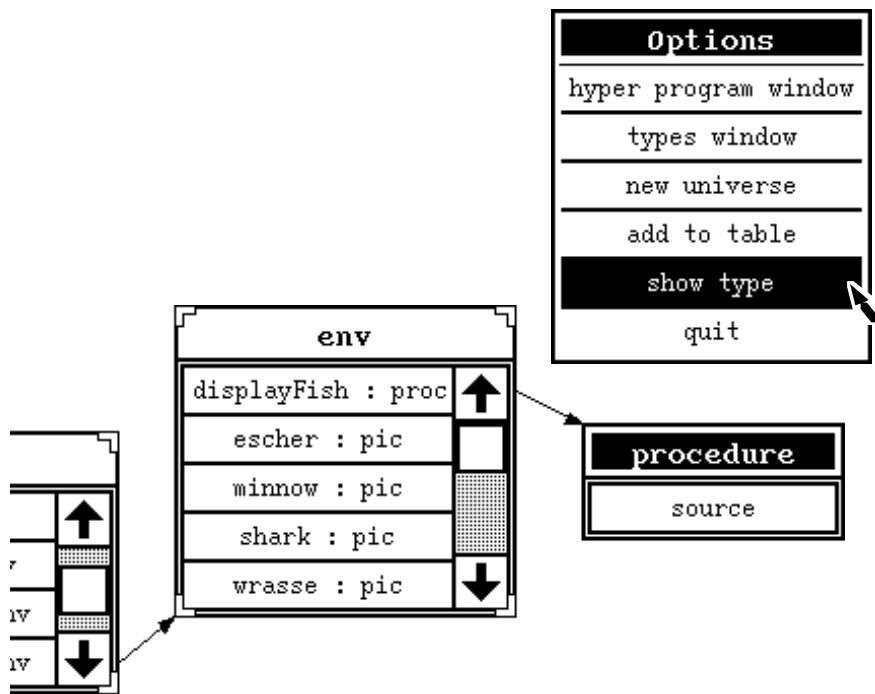 Options
hyper program window
types window
new universe
add to table
show type
quit
env
displayFish : proc
escher : pic
minnow : pic
shark : pic
wrasse : pic
procedure
source